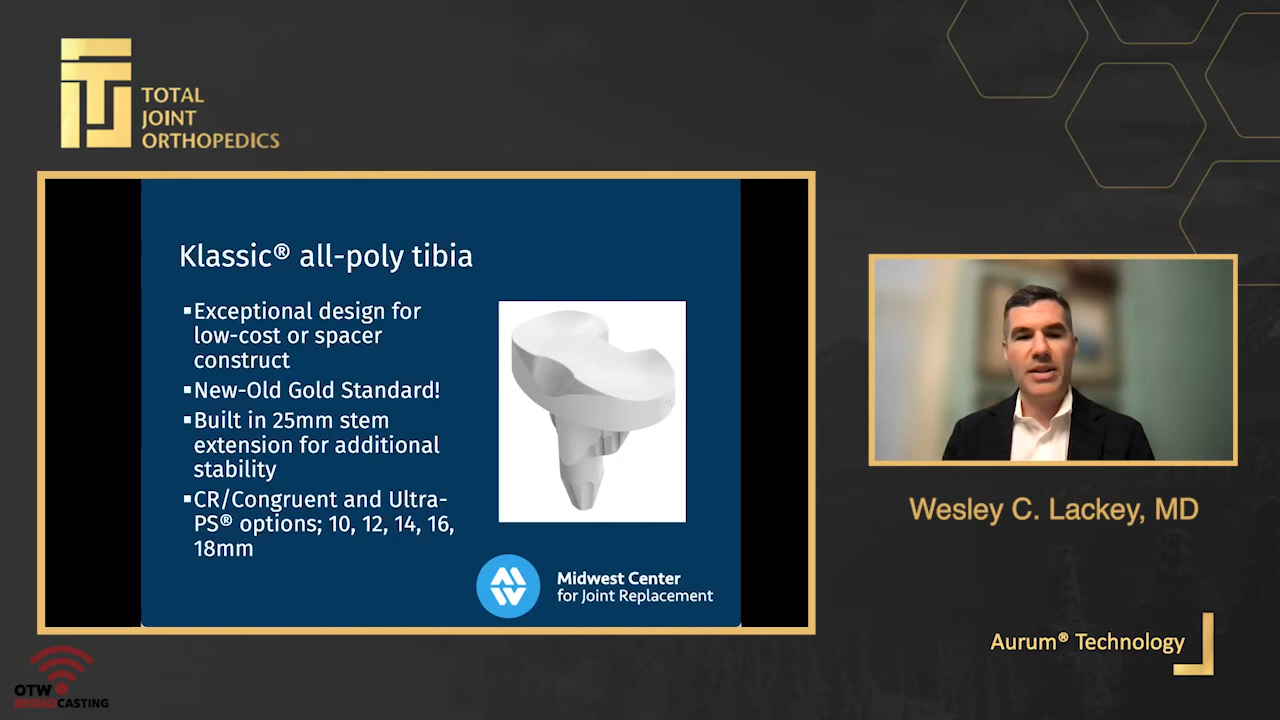 TOTAL
JOINT
ORTHOPEDICS
Klassic® all-poly tibia
▪Exceptional design for
low-cost or spacer
construct
▪New-Old Gold Standard!
▪Built in 25mm stem
extension for additional
stability
▪CR/Congruent and Ultra-
PS® options; 10, 12, 14, 16,
18mm
Midwest Center
for Joint Replacement
Wesley C. Lackey, MD
Aurum® Technology
OTW
BROADCASTING